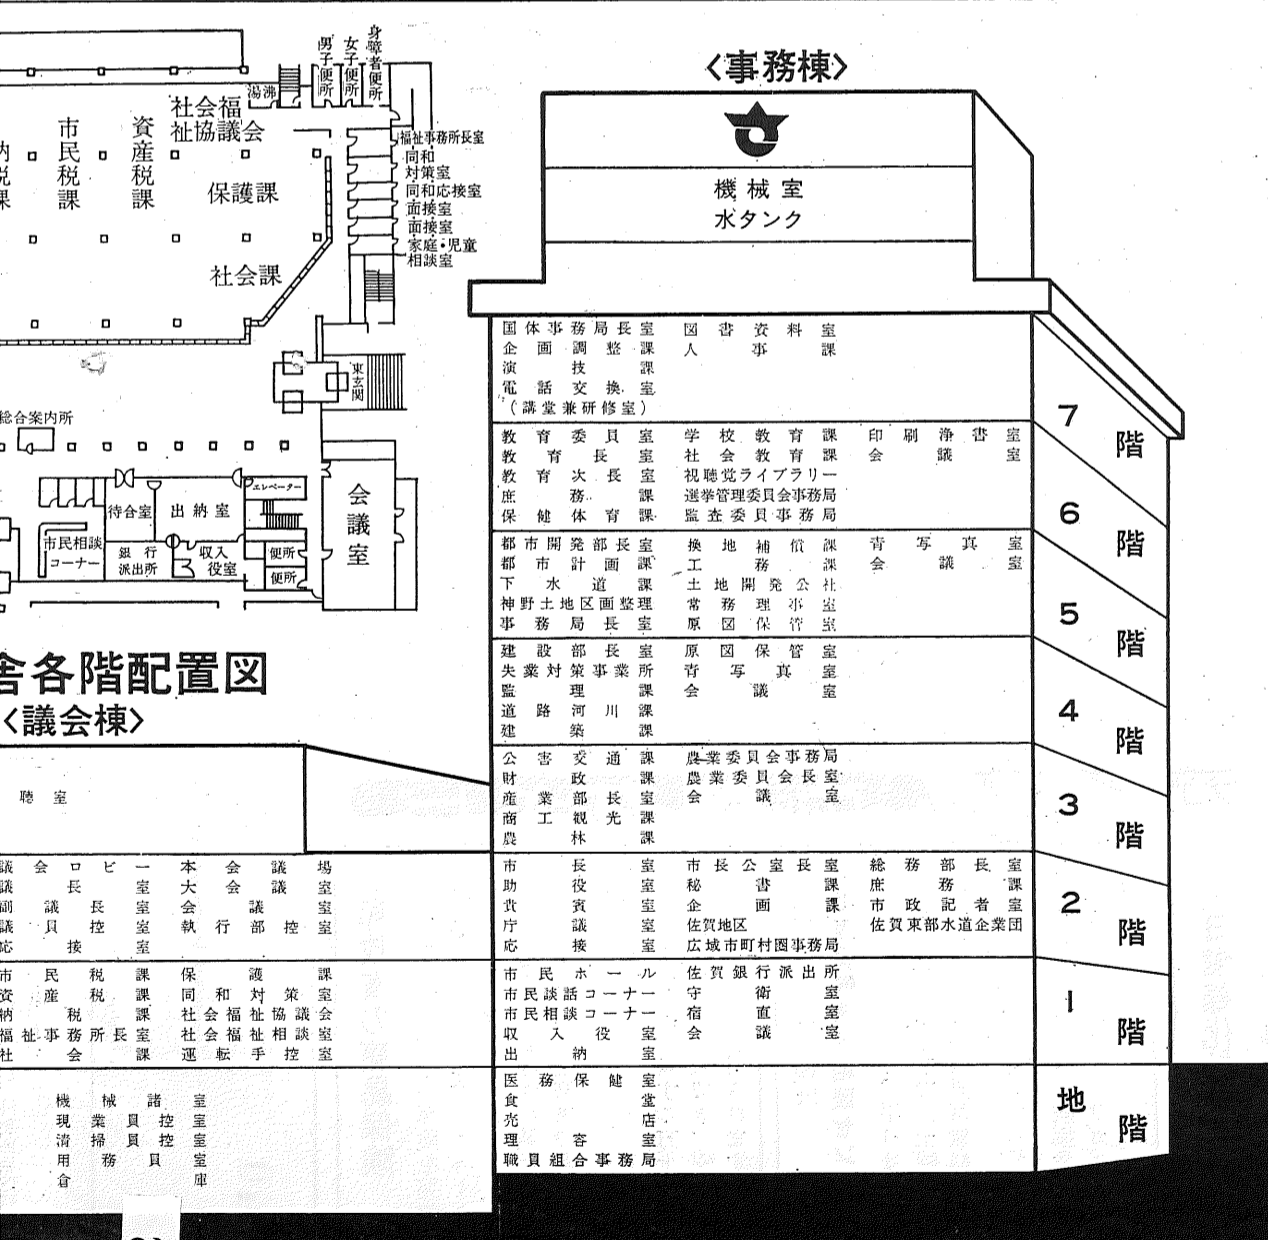 身障者便所
女子便所
男子便所
湯沸
社会福
祉協議会
資産税課
市民税課
税課
保護課
社会課
福祉事務所長室
同和
対策室
同和応接室
面接室
面接室
家庭・児童
相談室
東玄関
総合案内所
エレベーター
待合室
出納室
会議室
市民相談
コーナー
銀行
派出所
収入
役室
便所
便所
舎各階配置図
〈議会棟〉
聴室
議会ロビー 本会議場
議長室 大会議室
副議長室 会議室
議員控室 執行部控室
応接室
市民税課 保護課
資産税課 同和対策室
納税課 社会福祉協議会
福祉事務所長室 社会福祉相談室
社会課 運転手控室
機械諸室
現業員控室
清掃員控室
用務員室
倉庫
〈事務棟〉
機械室
水タンク
国体事務局長室 図書資料室
企画調整課 人事課
演技課
電話交換室
(講堂兼研修室)
7階
教育委員室 学校教育課 印刷浄書室
教育長室 社会教育課 会議室
教育次長室 視聴覚ライブラリー
庶務課 選挙管理委員会事務局
保健体育課 監査委員事務局
6階
都市開発部長室 換地補償課 青写真室
都市計画課 工務課 会議室
下水道課 土地開発公社
神野土地区画整理 常務理事室
事務局長室 原図保管室
5階
建設部長室 原図保管室
失業対策事業所 青写真室
監理課 会議室
道路河川課
建築課
4階
公害交通課 農業委員会事務局
財政課 農業委員会長室
産業部長室 会議室
商工観光課
農林課
3階
市長室 市長公室長室 総務部長室
助役室 秘書課 庶務課
貴賓室 企画課 市政記者室
庁議室 佐賀地区 佐賀東部水道企業団
応接室 広域市町村圏事務局
2階
市民ホール 佐賀銀行派出所
市民談話コーナー 守衛室
市民相談コーナー 宿直室
収入役室 会議室
出納室
1階
医務保健室
食堂
売店
理容室
職員組合事務局
地階